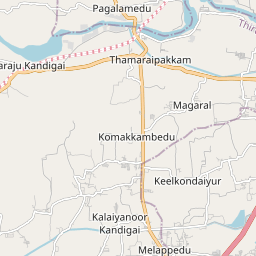 Pagalamedu
Thamaraipakkam
araju Kandigai
Magaral
Komakkambedu
Keelkondaiyur
Kalaiyanoor
Kandigai
Melappedu